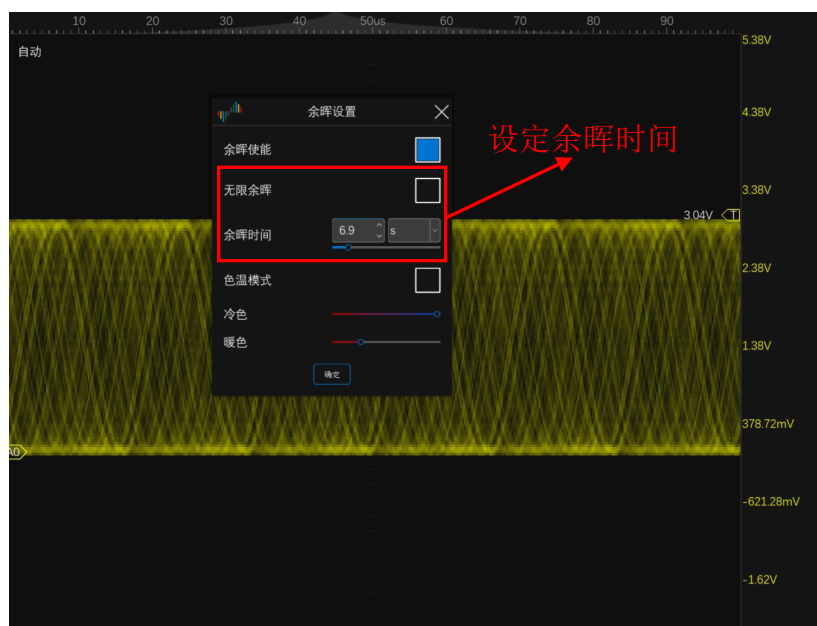 10 20 30 40 50us 60 70 80 90
自动
5.38V
4.38V
3.38V
3.04V T
2.38V
1.38V
378.72mV
-621.28mV
-1.62V
余晖设置
余晖使能
无限余晖
余晖时间 6.9 s
色温模式
冷色
暖色
确定
设定余晖时间